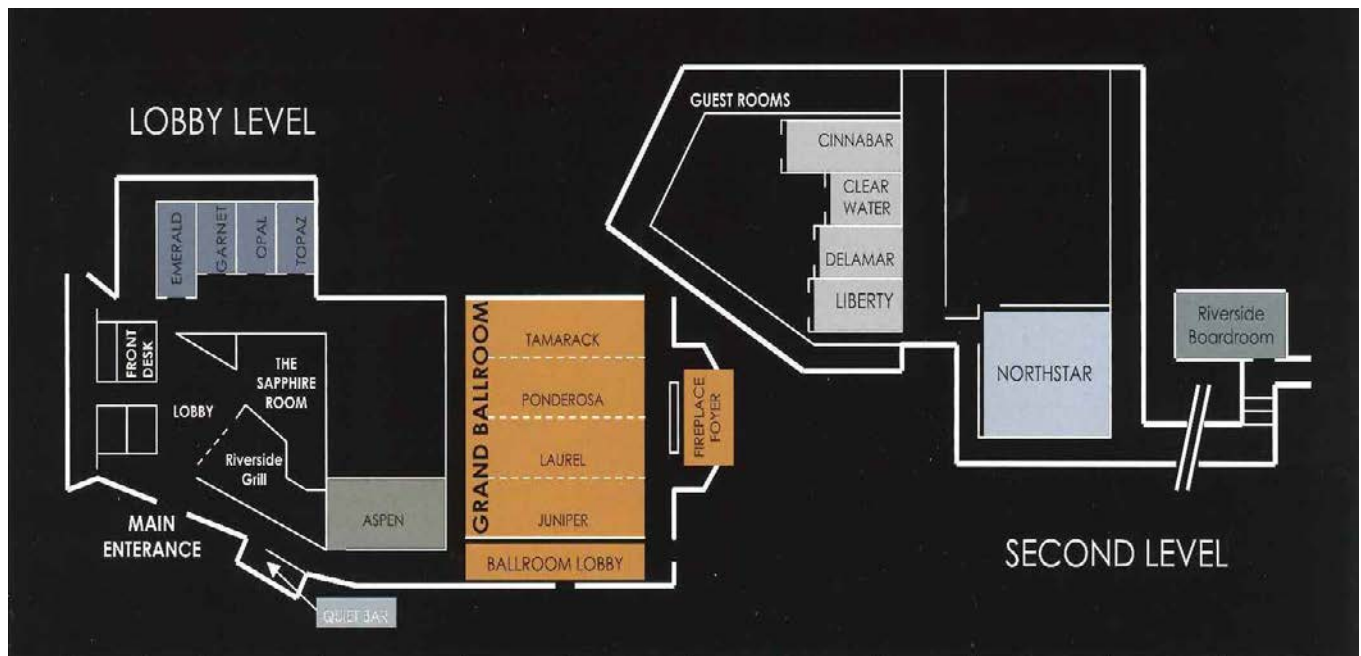 LOBBY LEVEL
EMERALD
GARNET
OPAL
TOPAZ
FRONT
DESK
THE
SAPPHIRE
ROOM
LOBBY
Riverside
Grill
MAIN
ENTERANCE
ASPEN
QUIET BAR
GRAND BALLROOM
TAMARACK
PONDEROSA
LAUREL
JUNIPER
BALLROOM LOBBY
FIREPLACE
FOYER
GUEST ROOMS
CINNABAR
CLEAR
WATER
DELAMAR
LIBERTY
NORTHSTAR
Riverside
Boardroom
SECOND LEVEL